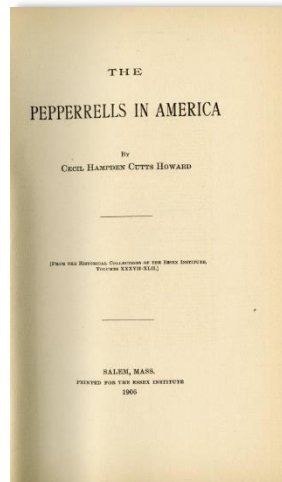 THE
PEPPERRELLS IN AMERICA
BY
CECIL HAMPDEN CUTTS HOWARD
[FROM THE HISTORICAL COLLECTIONS OF THE ESSEX INSTITUTE,
VOLUMES XXXVII-XLII.]
SALEM, MASS.
PRINTED FOR THE ESSEX INSTITUTE
1906